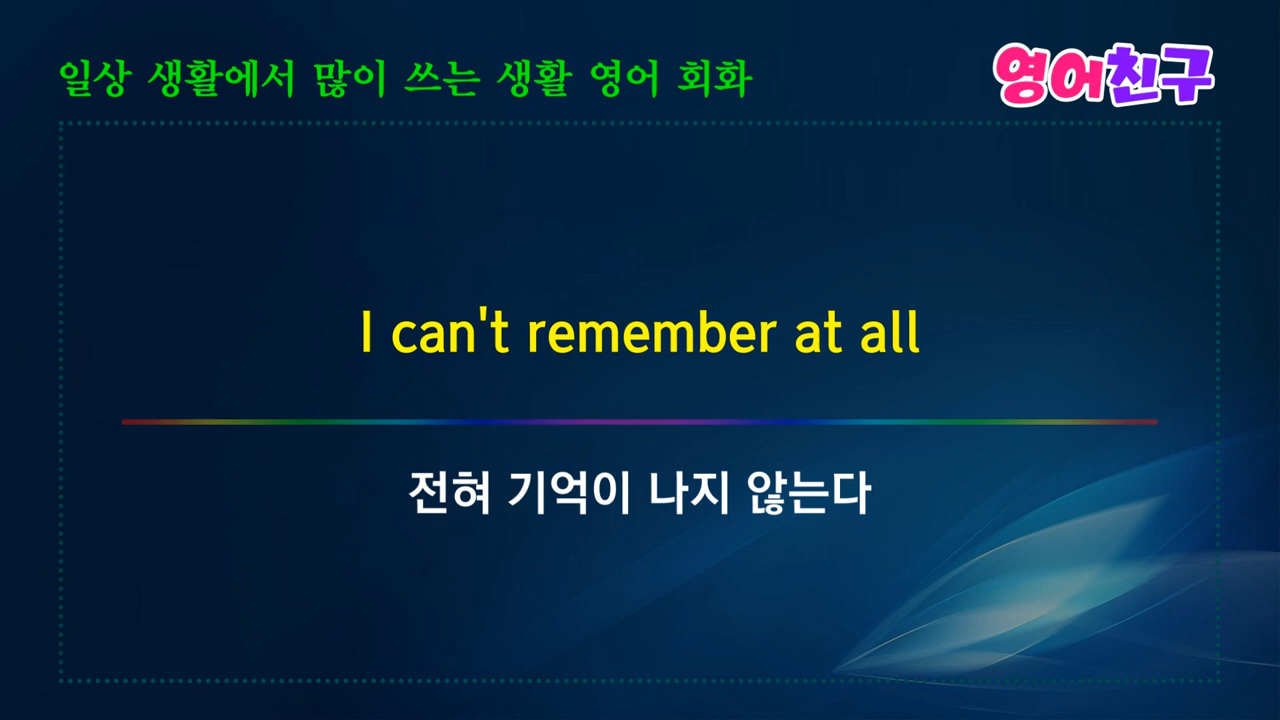 일상 생활에서 많이 쓰는 생활 영어 회화
영어친구
I can't remember at all
전혀 기억이 나지 않는다